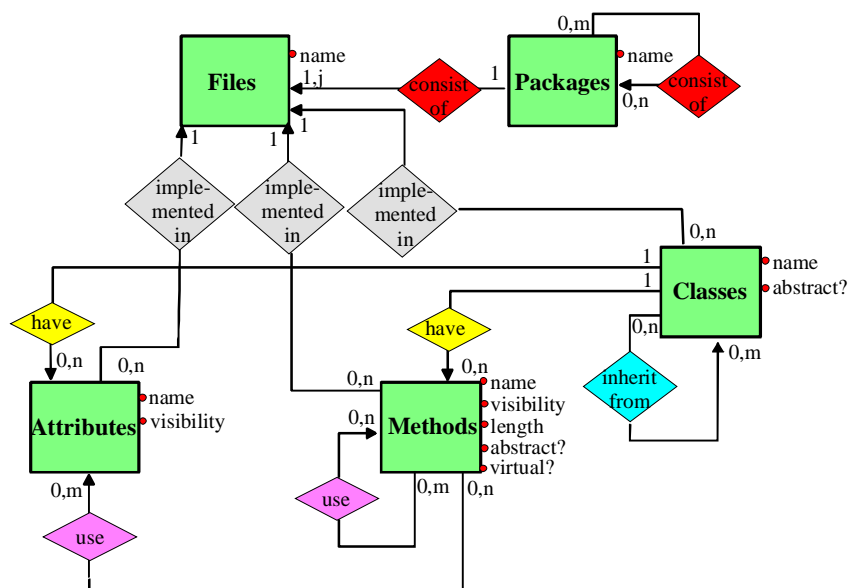 0,m
name
name
Files
1,j
1
consist
of
Packages
consist
of
0,n
1
1
1
imple-
mented
in
imple-
mented
in
imple-
mented
in
0,n
1
name
1
Classes
abstract?
have
have
0,n
0,m
0,n
0,n
0,n
0,n
inherit
from
name
name
visibility
visibility
0,n
Attributes
Methods
length
abstract?
virtual?
0,m
0,m
0,n
use
use